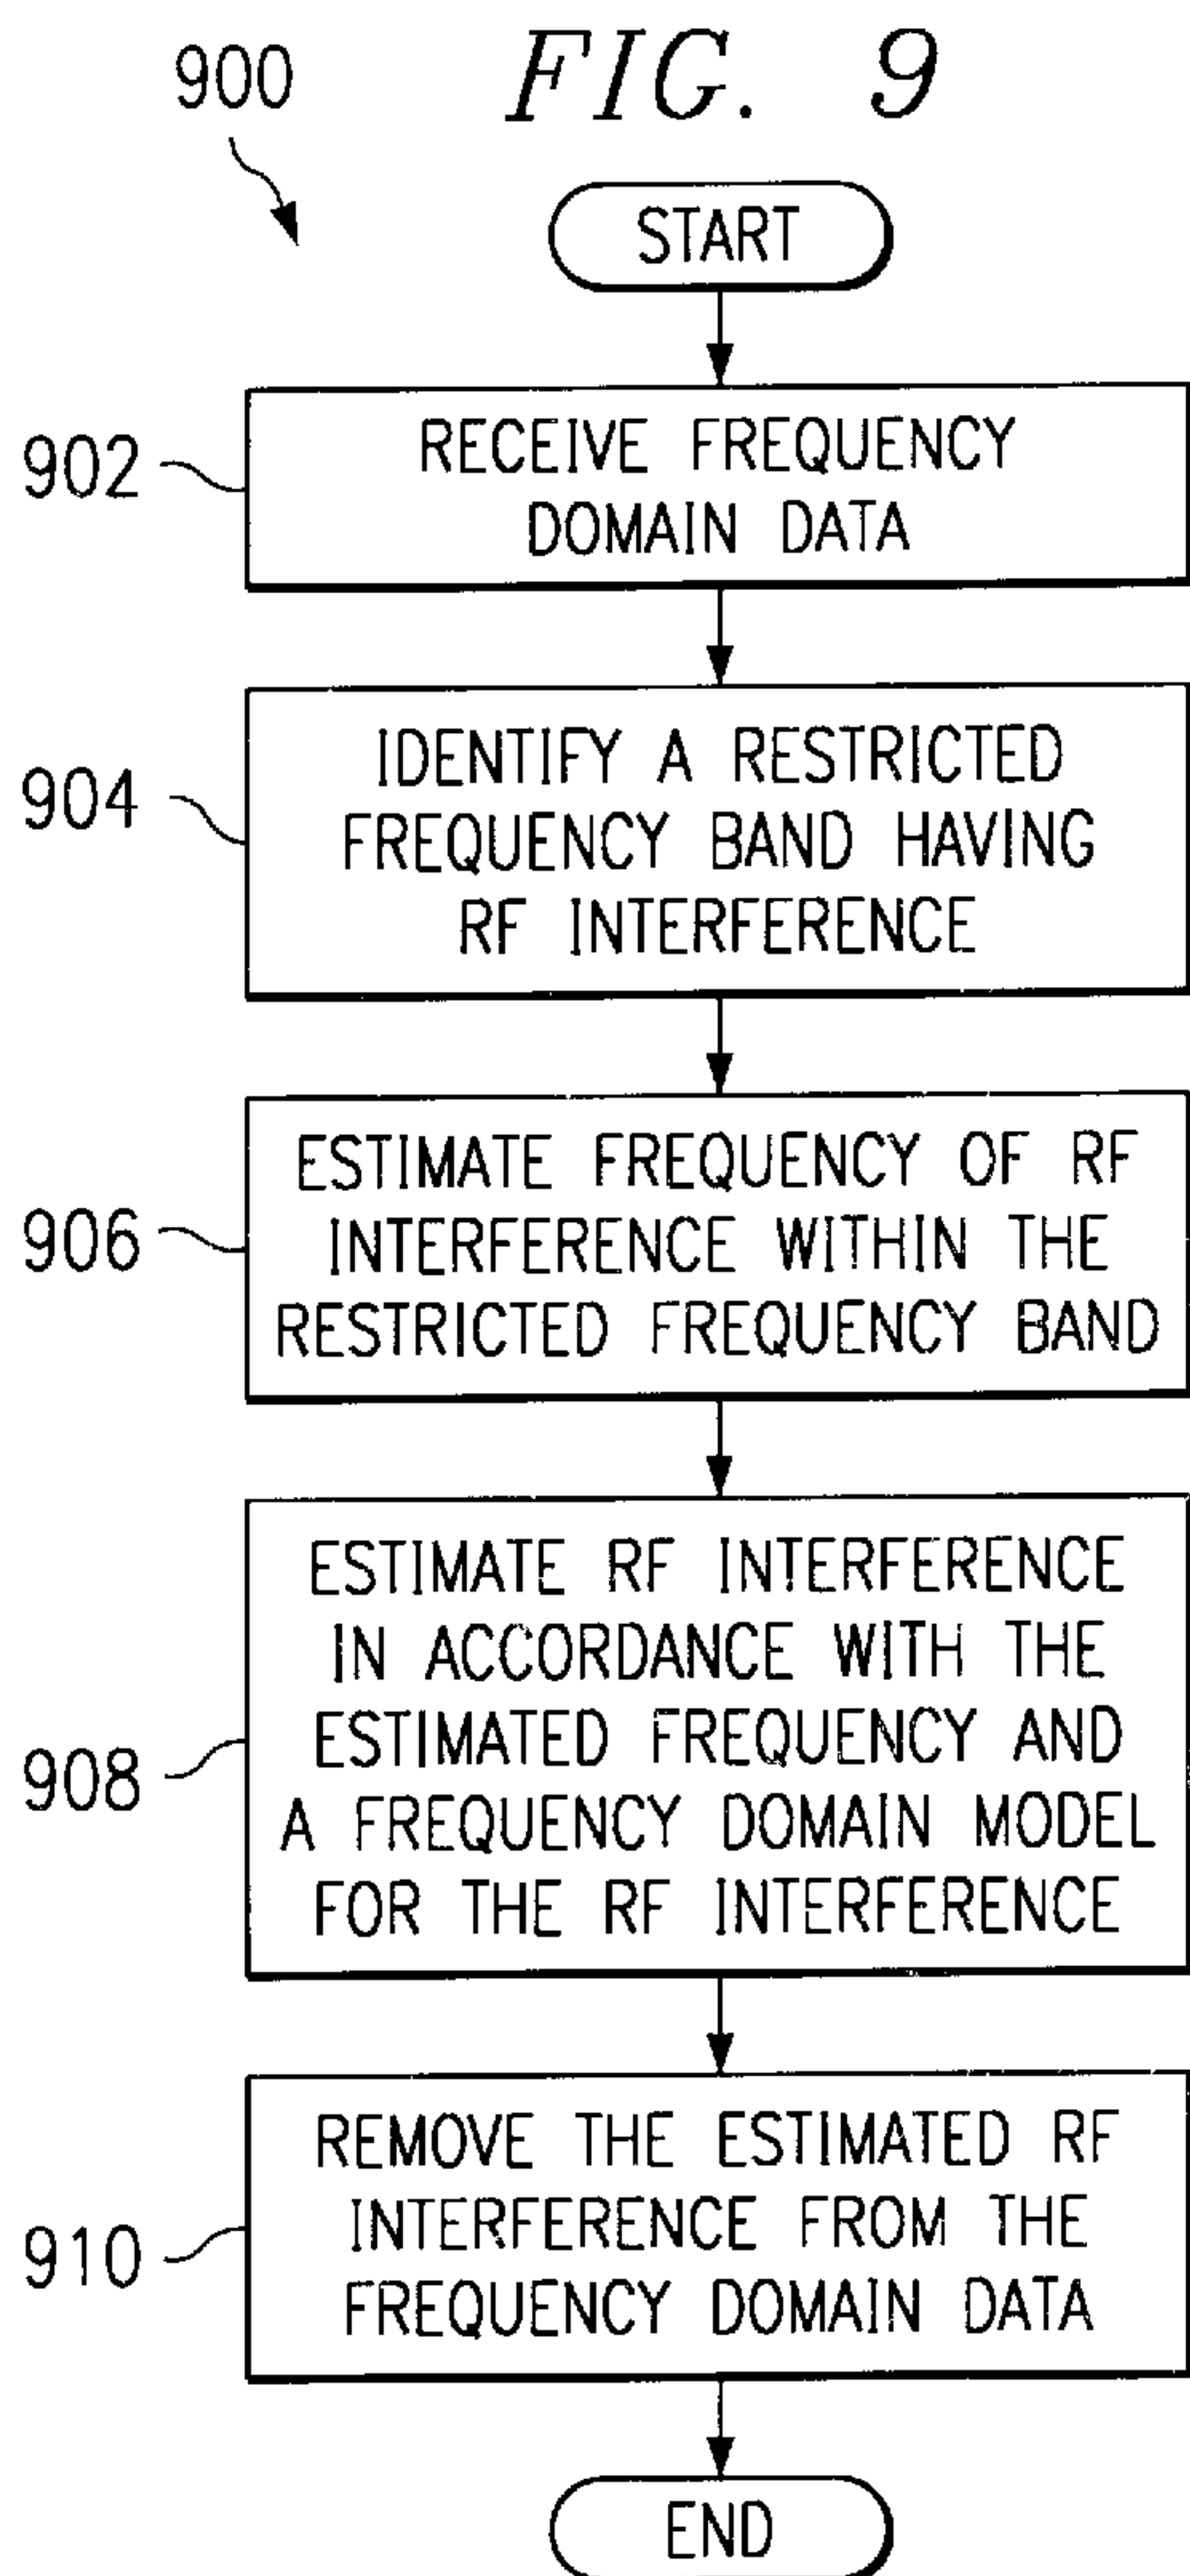 FIG. 9
900
START
902
RECEIVE FREQUENCY
DOMAIN DATA
904
IDENTIFY A RESTRICTED
FREQUENCY BAND HAVING
RF INTERFERENCE
906
ESTIMATE FREQUENCY OF RF
INTERFERENCE WITHIN THE
RESTRICTED FREQUENCY BAND
908
ESTIMATE RF INTERFERENCE
IN ACCORDANCE WITH THE
ESTIMATED FREQUENCY AND
A FREQUENCY DOMAIN MODEL
FOR THE RF INTERFERENCE
910
REMOVE THE ESTIMATED RF
INTERFERENCE FROM THE
FREQUENCY DOMAIN DATA
END